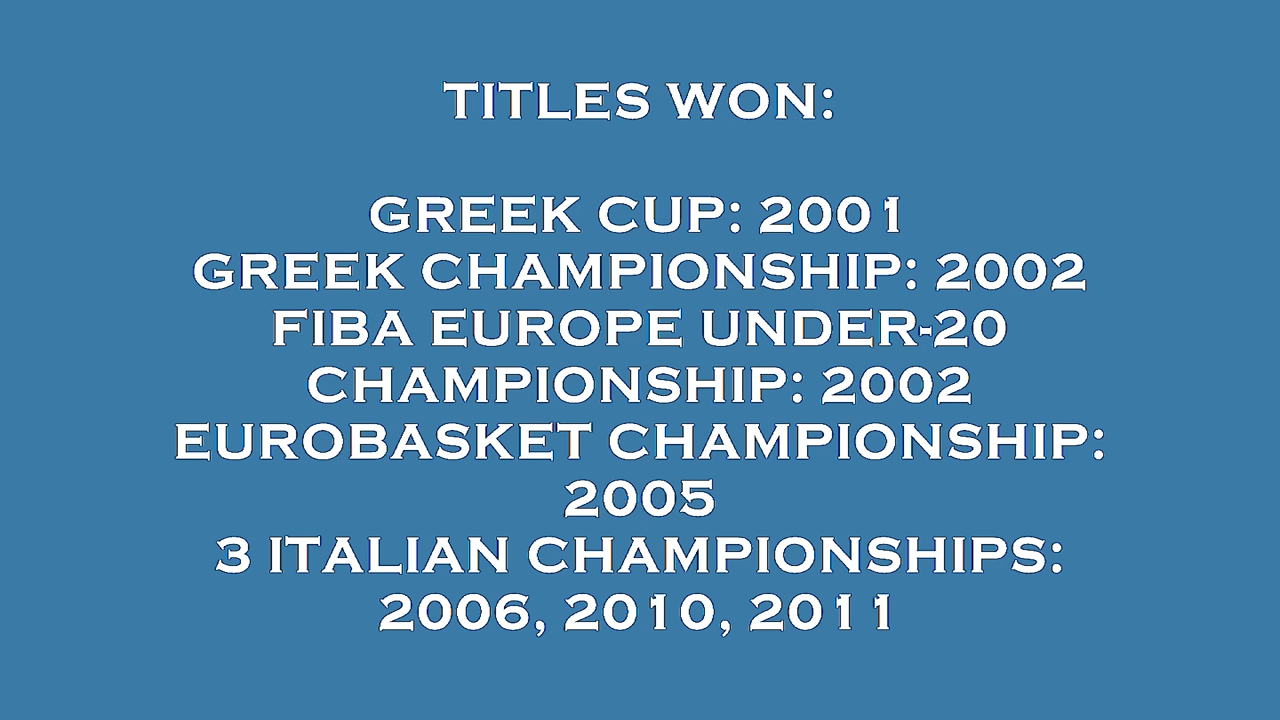 TITLES WON:
GREEK CUP: 2001
GREEK CHAMPIONSHIP: 2002
FIBA EUROPE UNDER-20
CHAMPIONSHIP: 2002
EUROBASKET CHAMPIONSHIP:
2005
3 ITALIAN CHAMPIONSHIPS:
2006, 2010, 2011